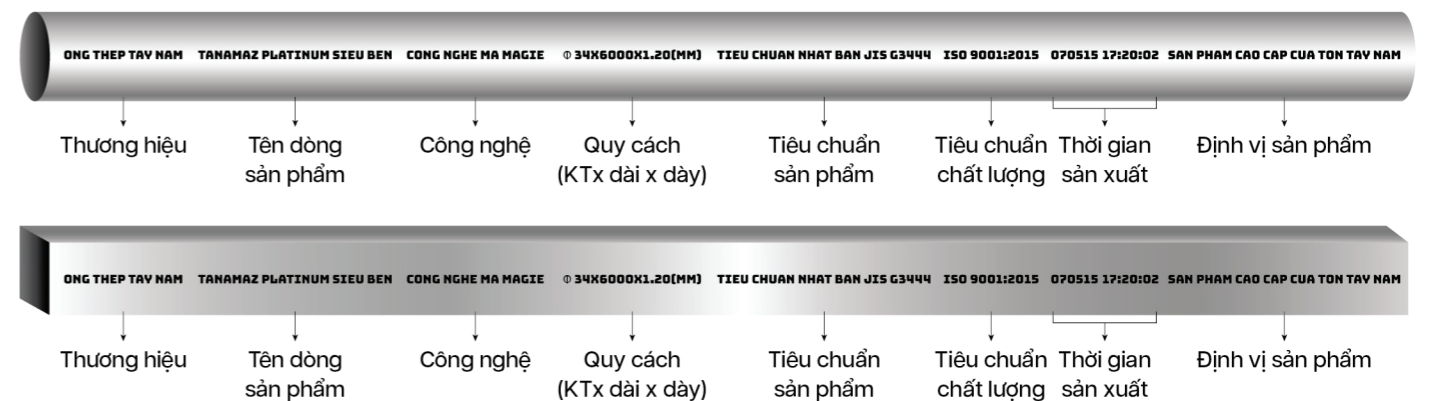 ONG THEP TAY NAM TANAMAZ PLATINUM SIEU BEN CONG NGHE MA MAGIE Φ 34X6000X1.20(MM) TIEU CHUAN NHAT BAN JIS G3444 ISO 9001:2015 070515 17:20:02 SAN PHAM CAO CAP CUA TON TAY NAM
Thương hiệu Tên dòng Công nghệ Quy cách Tiêu chuẩn Tiêu chuẩn Thời gian Định vị sản phẩm
sản phẩm (KTx dài x dày) sản phẩm chất lượng sản xuất
ONG THEP TAY NAM TANAMAZ PLATINUM SIEU BEN CONG NGHE MA MAGIE Φ 34X6000X1.20(MM) TIEU CHUAN NHAT BAN JIS G3444 ISO 9001:2015 070515 17:20:02 SAN PHAM CAO CAP CUA TON TAY NAM
Thương hiệu Tên dòng Công nghệ Quy cách Tiêu chuẩn Tiêu chuẩn Thời gian Định vị sản phẩm
sản phẩm (KTx dài x dày) sản phẩm chất lượng sản xuất